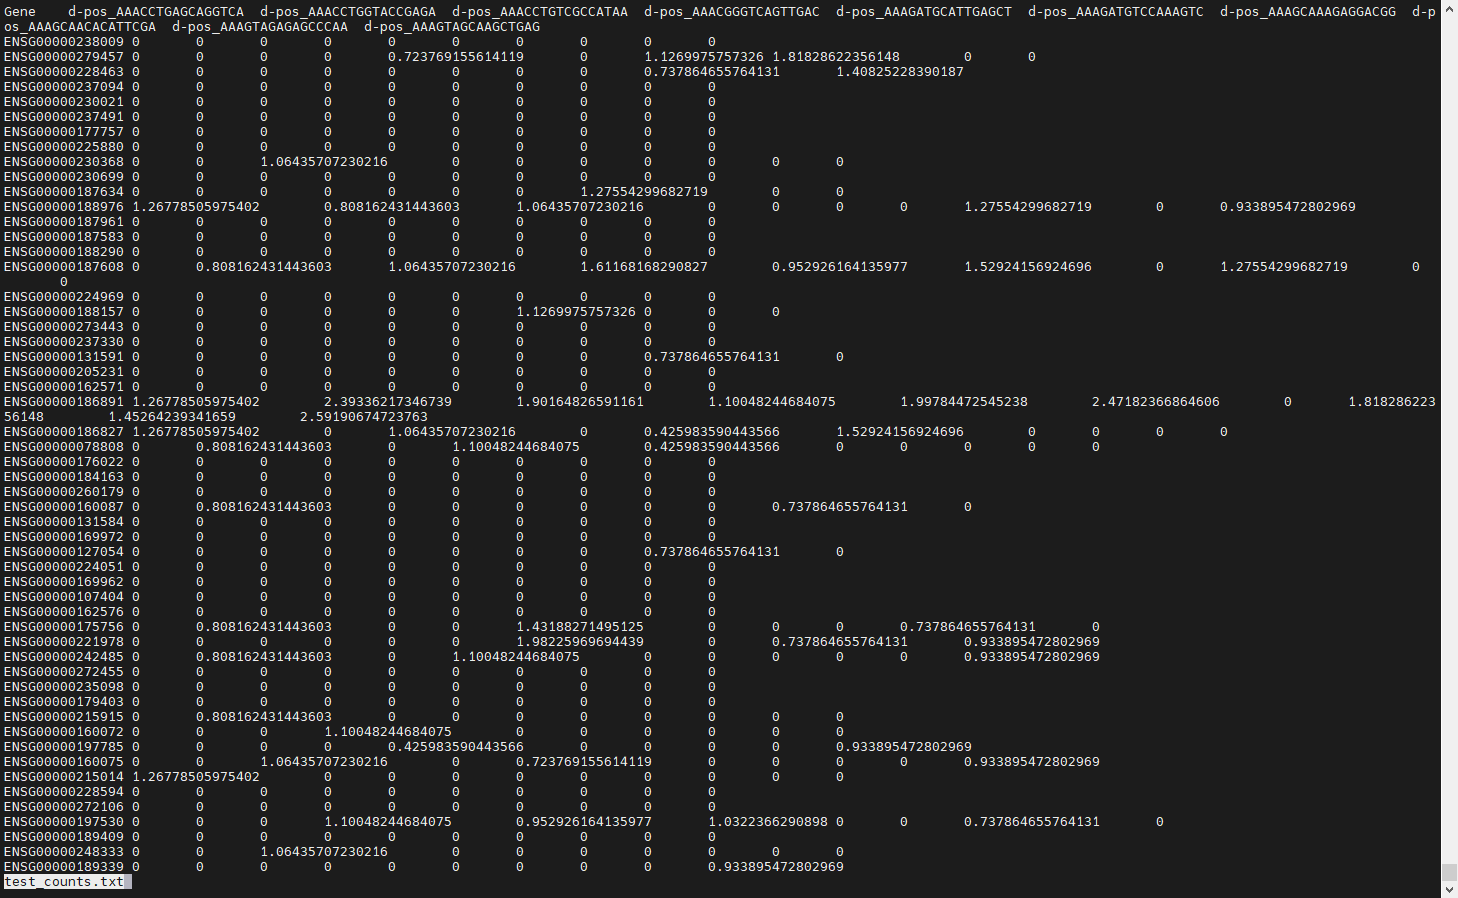 Gene d-pos_AAACCTGAGCAGGTCA d-pos_AAACCTGGTACCGAGA d-pos_AAACCTGTCGCCATAA d-pos_AAACGGGTCAGTTGAC d-pos_AAAGATGCATTGAGCT d-pos_AAAGATGTCCAAAGTC d-pos_AAAGCAAAGAGGACGG d-p
os_AAAGCAACACATTCGA d-pos_AAAGTAGAGAGCCCAA d-pos_AAAGTAGCAAGCTGAG
ENSG00000238009 0 0 0 0 0 0 0 0 0 0
ENSG00000279457 0 0 0 0 0.723769155614119 0 1.1269975757326 1.81828622356148 0 0
ENSG00000228463 0 0 0 0 0 0 0 0 0.737864655764131 1.40825228390187
ENSG00000237094 0 0 0 0 0 0 0 0 0 0
ENSG00000230021 0 0 0 0 0 0 0 0 0 0
ENSG00000237491 0 0 0 0 0 0 0 0 0 0
ENSG00000177757 0 0 0 0 0 0 0 0 0 0
ENSG00000225880 0 0 0 0 0 0 0 0 0 0
ENSG00000230368 0 0 1.06435707230216 0 0 0 0 0 0 0
ENSG00000230699 0 0 0 0 0 0 0 0 0 0
ENSG00000187634 0 0 0 0 0 0 0 1.27554299682719 0 0
ENSG00000188976 1.26778505975402 0.808162431443603 1.06435707230216 0 0 0 0 1.27554299682719 0 0.933895472802969
ENSG00000187961 0 0 0 0 0 0 0 0 0 0
ENSG00000187583 0 0 0 0 0 0 0 0 0 0
ENSG00000188290 0 0 0 0 0 0 0 0 0 0
ENSG00000187608 0 0.808162431443603 1.06435707230216 1.61168168290827 0.952926164135977 1.52924156924696 0 1.27554299682719 0
0
ENSG00000224969 0 0 0 0 0 0 0 0 0 0
ENSG00000188157 0 0 0 0 0 0 1.1269975757326 0 0 0
ENSG00000273443 0 0 0 0 0 0 0 0 0 0
ENSG00000237330 0 0 0 0 0 0 0 0 0 0
ENSG00000131591 0 0 0 0 0 0 0 0 0.737864655764131 0
ENSG00000205231 0 0 0 0 0 0 0 0 0 0
ENSG00000162571 0 0 0 0 0 0 0 0 0 0
ENSG00000186891 1.26778505975402 2.39336217346739 1.90164826591161 1.10048244684075 1.99784472545238 2.47182366864606 0 1.818286223
56148 1.45264239341659 2.59190674723763
ENSG00000186827 1.26778505975402 0 1.06435707230216 0 0.425983590443566 1.52924156924696 0 0 0 0
ENSG00000078808 0 0.808162431443603 0 1.10048244684075 0.425983590443566 0 0 0 0 0
ENSG00000176022 0 0 0 0 0 0 0 0 0 0
ENSG00000184163 0 0 0 0 0 0 0 0 0 0
ENSG00000260179 0 0 0 0 0 0 0 0 0 0
ENSG00000160087 0 0.808162431443603 0 0 0 0 0 0 0.737864655764131 0
ENSG00000131584 0 0 0 0 0 0 0 0 0 0
ENSG00000169972 0 0 0 0 0 0 0 0 0 0
ENSG00000127054 0 0 0 0 0 0 0 0 0.737864655764131 0
ENSG00000224051 0 0 0 0 0 0 0 0 0 0
ENSG00000169962 0 0 0 0 0 0 0 0 0 0
ENSG00000107404 0 0 0 0 0 0 0 0 0 0
ENSG00000162576 0 0 0 0 0 0 0 0 0 0
ENSG00000175756 0 0.808162431443603 0 0 1.43188271495125 0 0 0 0.737864655764131 0
ENSG00000221978 0 0 0 0 0 0 1.98225969694439 0 0.737864655764131 0.933895472802969
ENSG00000242485 0 0.808162431443603 0 1.10048244684075 0 0 0 0 0 0.933895472802969
ENSG00000272455 0 0 0 0 0 0 0 0 0 0
ENSG00000235098 0 0 0 0 0 0 0 0 0 0
ENSG00000179403 0 0 0 0 0 0 0 0 0 0
ENSG00000215915 0 0.808162431443603 0 0 0 0 0 0 0 0
ENSG00000160072 0 0 0 1.10048244684075 0 0 0 0 0 0
ENSG00000197785 0 0 0 0 0.425983590443566 0 0 0 0 0.933895472802969
ENSG00000160075 0 0 1.06435707230216 0 0.723769155614119 0 0 0 0 0.933895472802969
ENSG00000215014 1.26778505975402 0 0 0 0 0 0 0 0 0
ENSG00000228594 0 0 0 0 0 0 0 0 0 0
ENSG00000272106 0 0 0 0 0 0 0 0 0 0
ENSG00000197530 0 0 0 1.10048244684075 0.952926164135977 1.0322366290898 0 0 0.737864655764131 0
ENSG00000189409 0 0 0 0 0 0 0 0 0 0
ENSG00000248333 0 0 1.06435707230216 0 0 0 0 0 0 0
ENSG00000189339 0 0 0 0 0 0 0 0 0 0.933895472802969
test_counts.txt